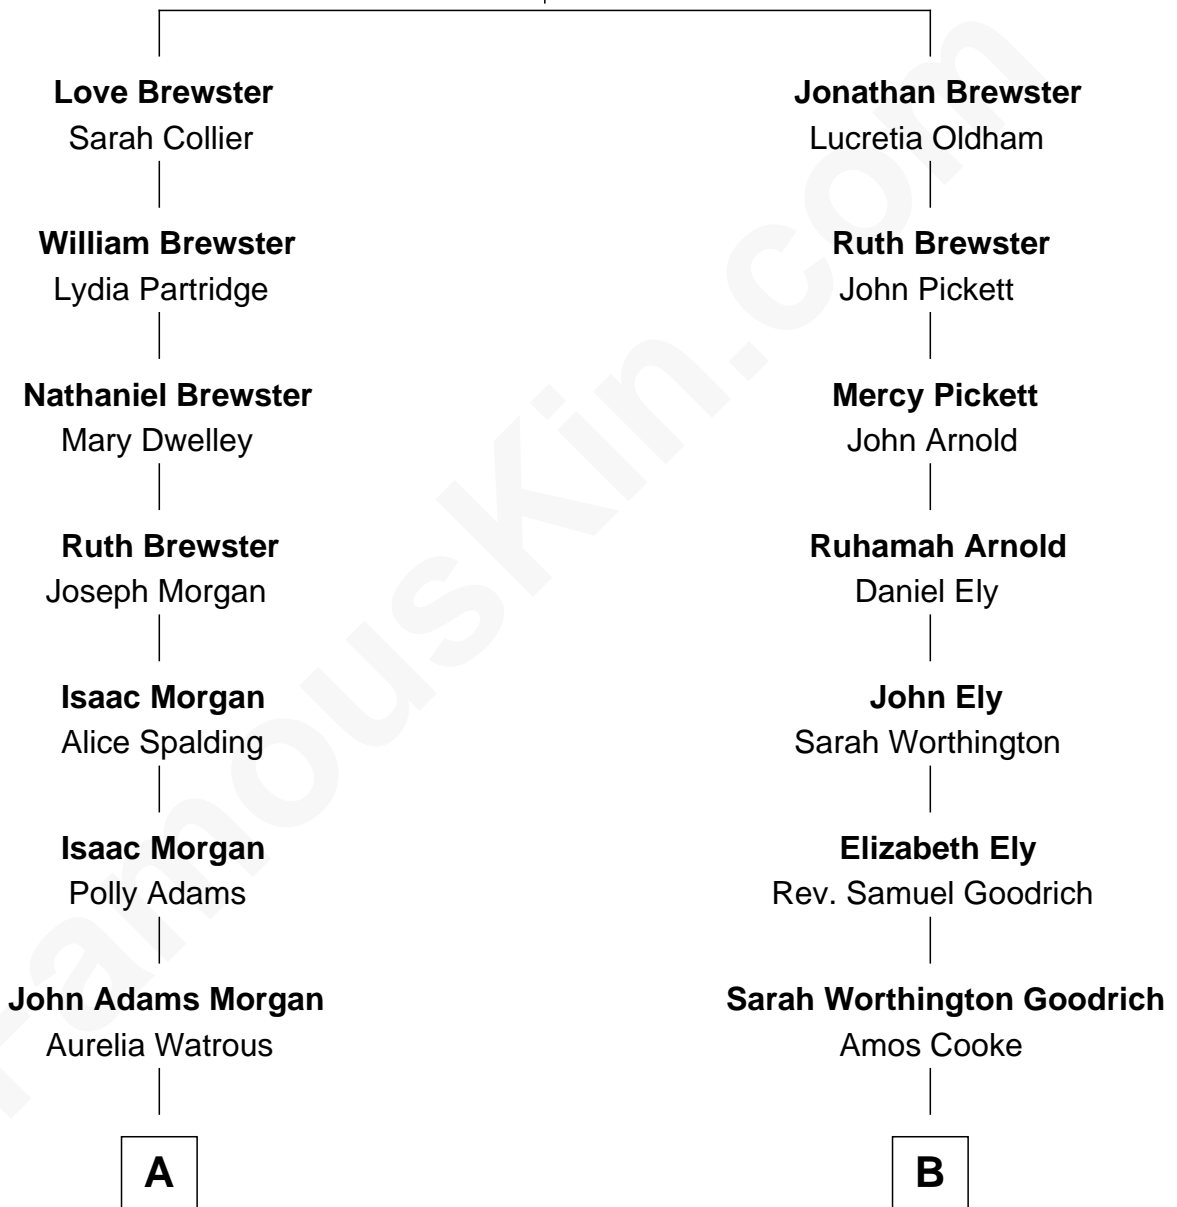 Love Brewster
Sarah Collier
William Brewster
Lydia Partridge
Nathaniel Brewster
Mary Dwelley
Ruth Brewster
Joseph Morgan
Isaac Morgan
Alice Spalding
Isaac Morgan
Polly Adams
John Adams Morgan
Aurelia Watrous
A
Jonathan Brewster
Lucretia Oldham
Ruth Brewster
John Pickett
Mercy Pickett
John Arnold
Ruhamah Arnold
Daniel Ely
John Ely
Sarah Worthington
Elizabeth Ely
Rev. Samuel Goodrich
Sarah Worthington Goodrich
Amos Cooke
B
FamousKin.com